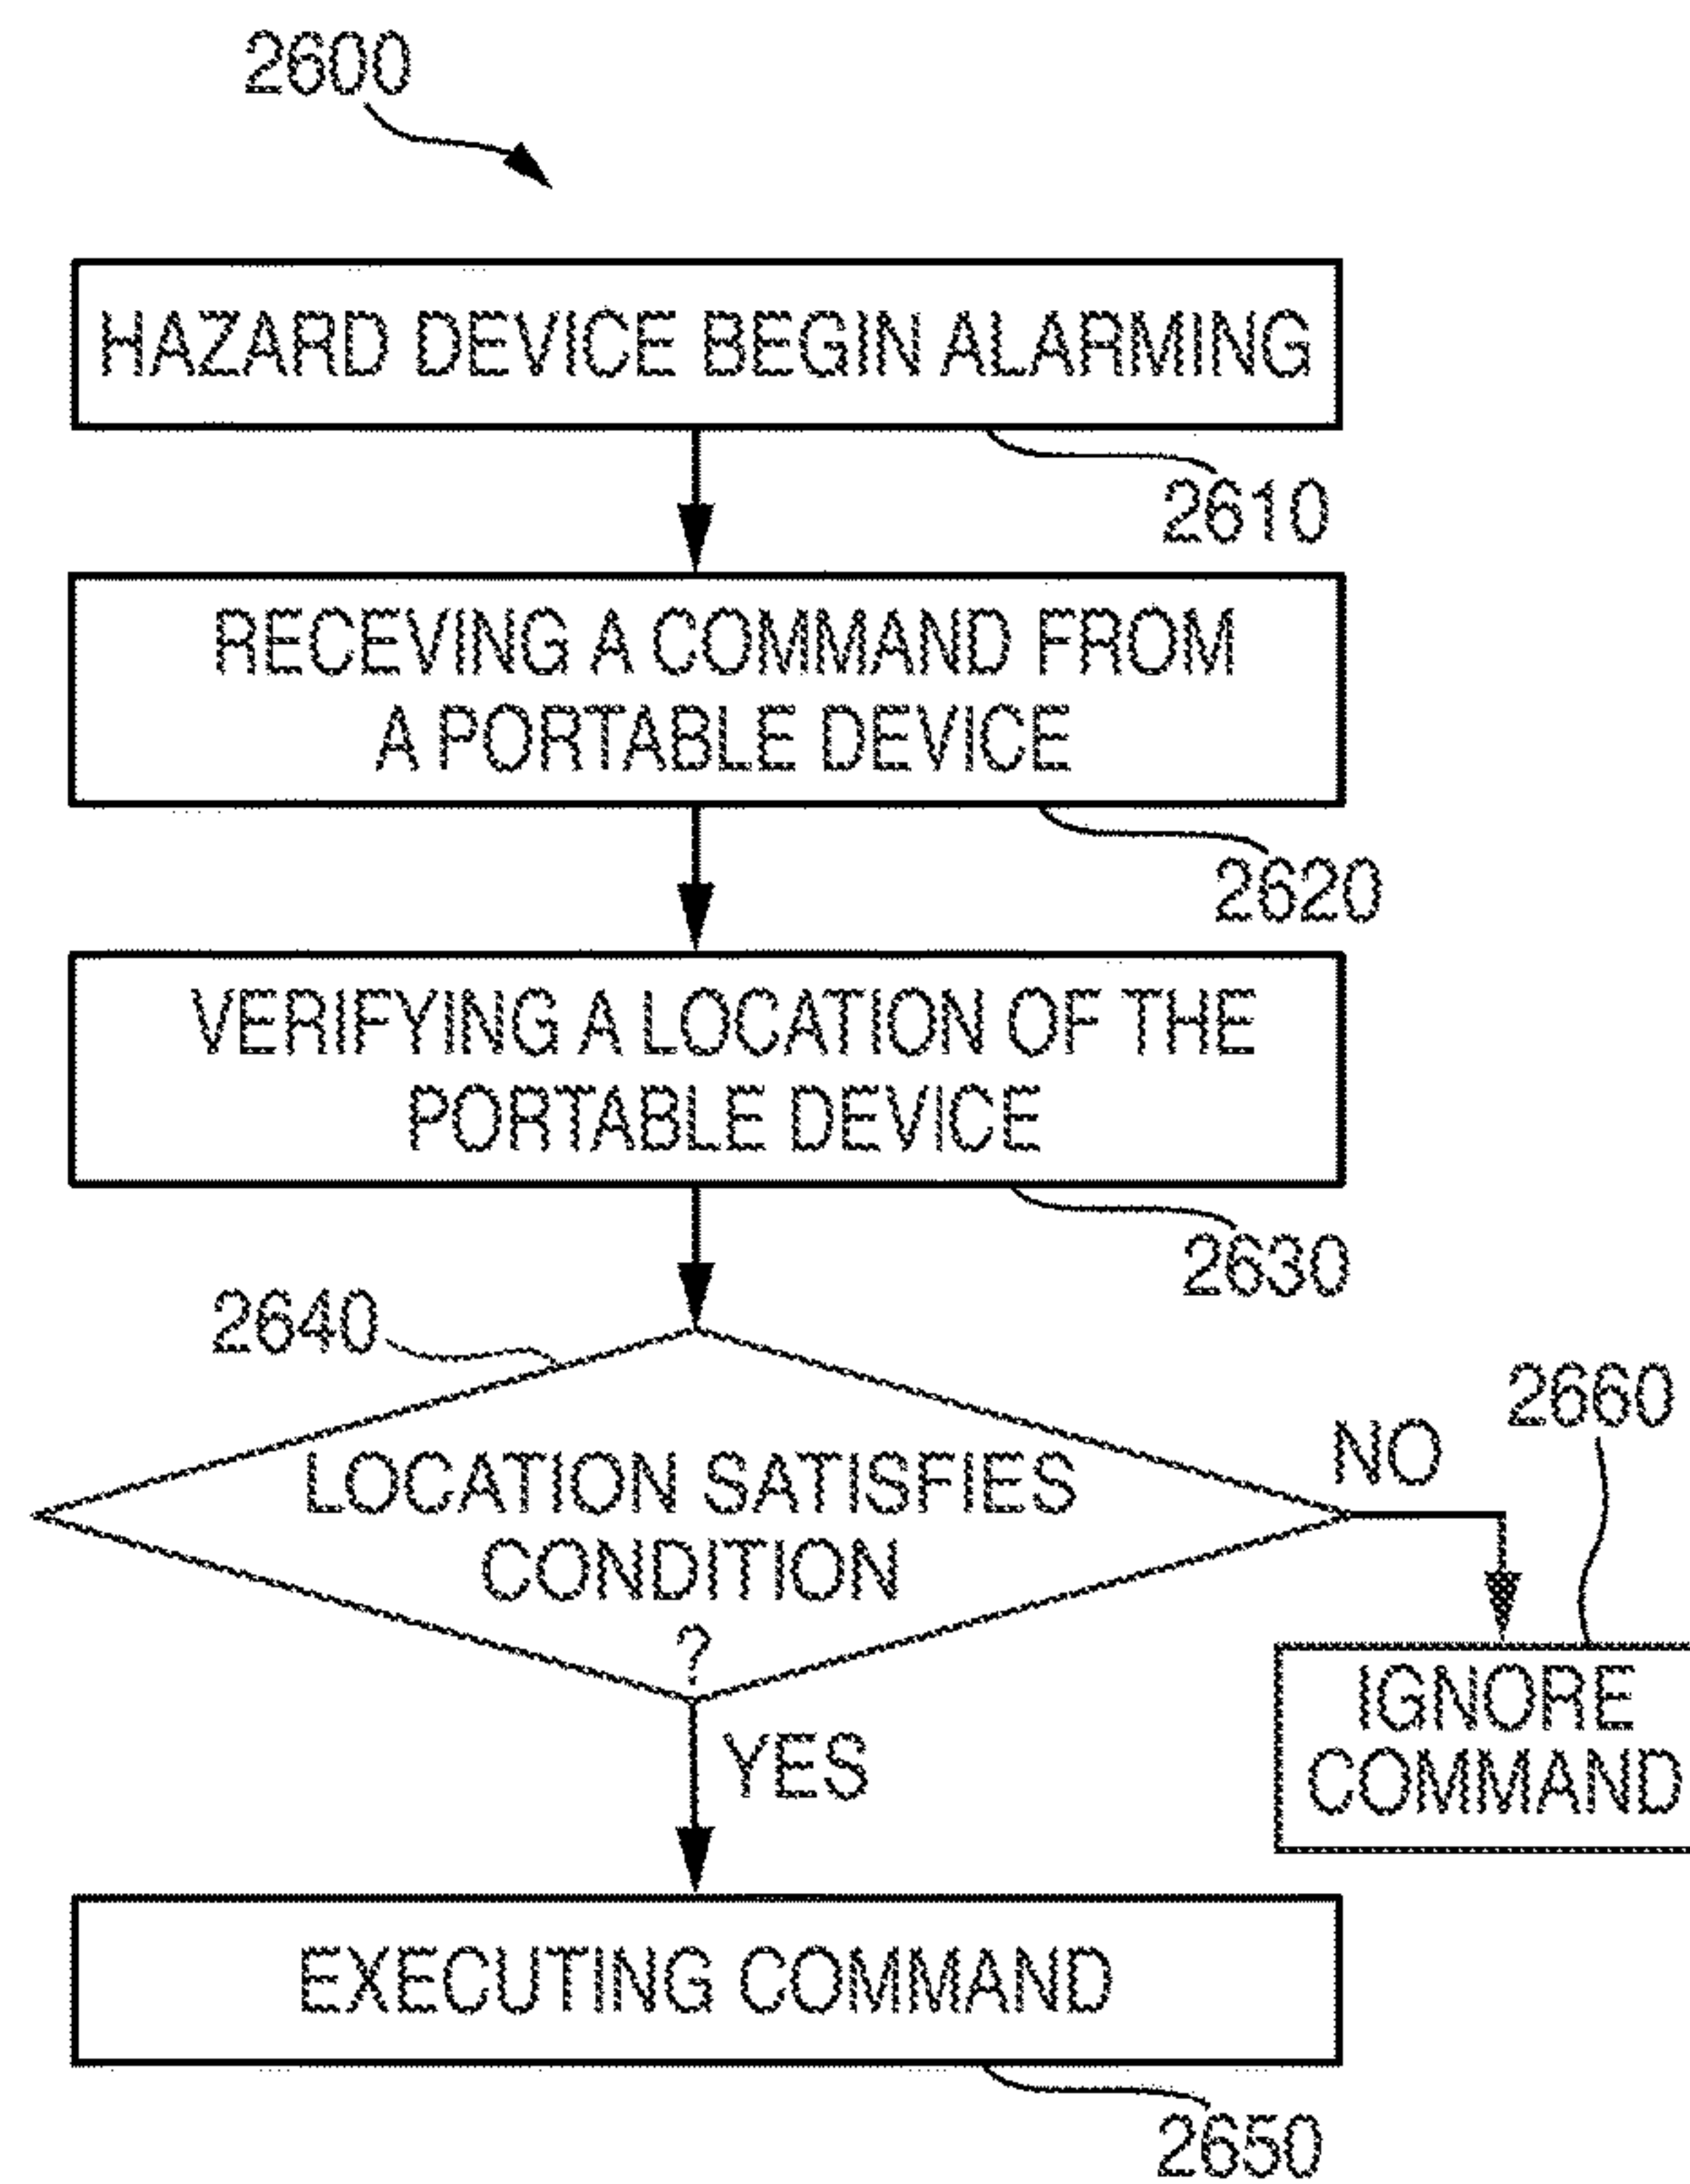 2600
HAZARD DEVICE BEGIN ALARMING
2610
RECEVING A COMMAND FROM
A PORTABLE DEVICE
2620
VERIFYING A LOCATION OF THE
PORTABLE DEVICE
2630
2640
LOCATION SATISFIES
CONDITION
?
NO
2660
IGNORE
COMMAND
YES
EXECUTING COMMAND
2650